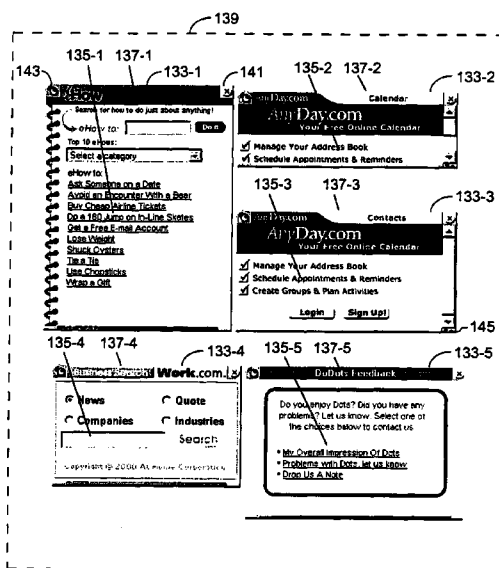 139
135-1
137-1
143
133-1
141
135-2
137-2
133-2
eHow
Search for how to do just about anything!
eHow to:
Do it
Top 10 eHows:
Select a category
eHow to:
Ask Someone on a Date
Avoid an Encounter With a Bear
Buy Cheap Airline Tickets
Do a 180 Jump on In-Line Skates
Get a Free E-mail Account
Lose Weight
Shuck Oysters
Tie a Tie
Use Chopsticks
Wrap a Gift
AnyDay.com
Calendar
AnyDay.com
Your Free Online Calendar
Manage Your Address Book
Schedule Appointments & Reminders
135-3
137-3
133-3
AnyDay.com
Contacts
AnyDay.com
Your Free Online Calendar
Manage Your Address Book
Schedule Appointments & Reminders
Create Groups & Plan Activities
Login
Sign Up!
145
135-4
137-4
133-4
Business Search
Work.com
News
Quote
Companies
Industries
Search
Copyright © 2000
135-5
137-5
133-5
DoDots Feedback
Do you enjoy Dots? Did you have any
problems? Let us know. Select one of
the choices below to contact us
My Overall Impression Of Dots
Problems with Dots, let us know
Drop Us A Note